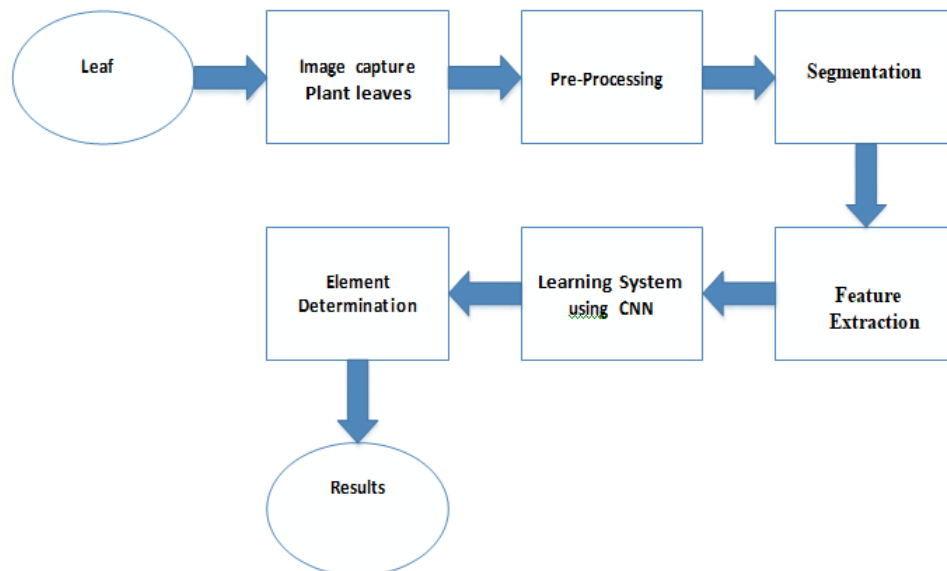 Leaf
Image capture
Plant leaves
Pre-Processing
Segmentation
Feature
Extraction
Learning System
using CNN
Element
Determination
Results